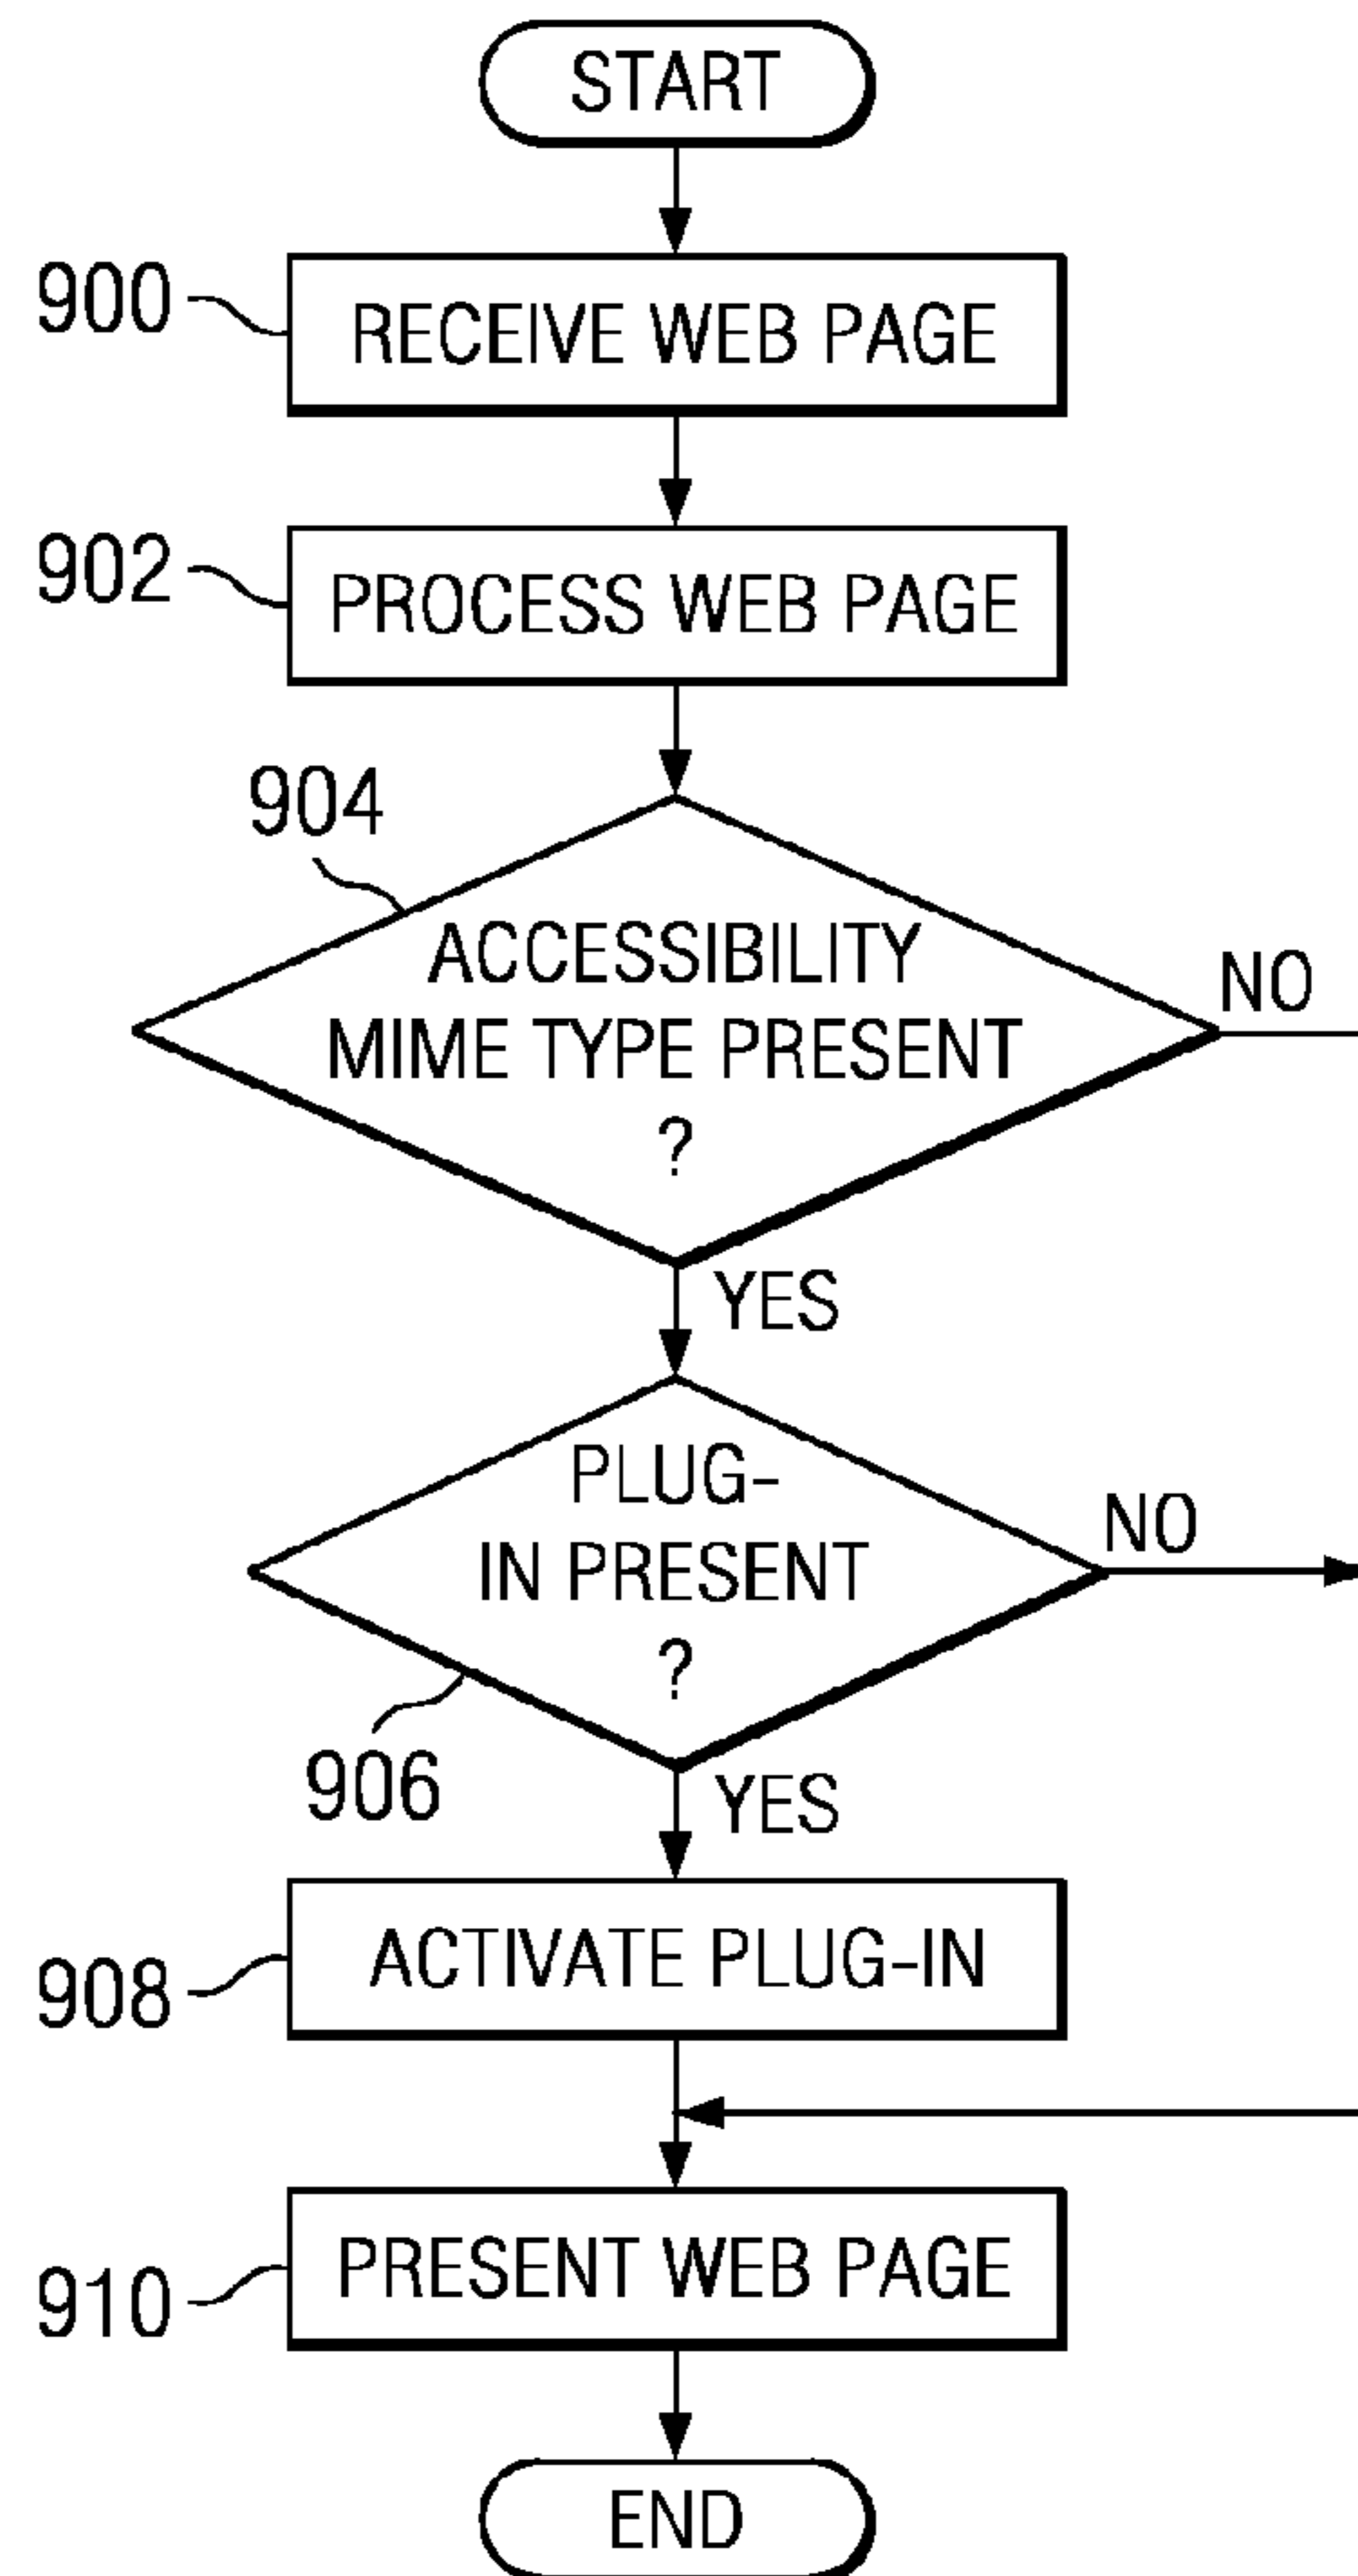 START
900
RECEIVE WEB PAGE
902
PROCESS WEB PAGE
904
ACCESSIBILITY
MIME TYPE PRESENT
?
NO
YES
PLUG-
IN PRESENT
?
NO
906
YES
908
ACTIVATE PLUG-IN
910
PRESENT WEB PAGE
END